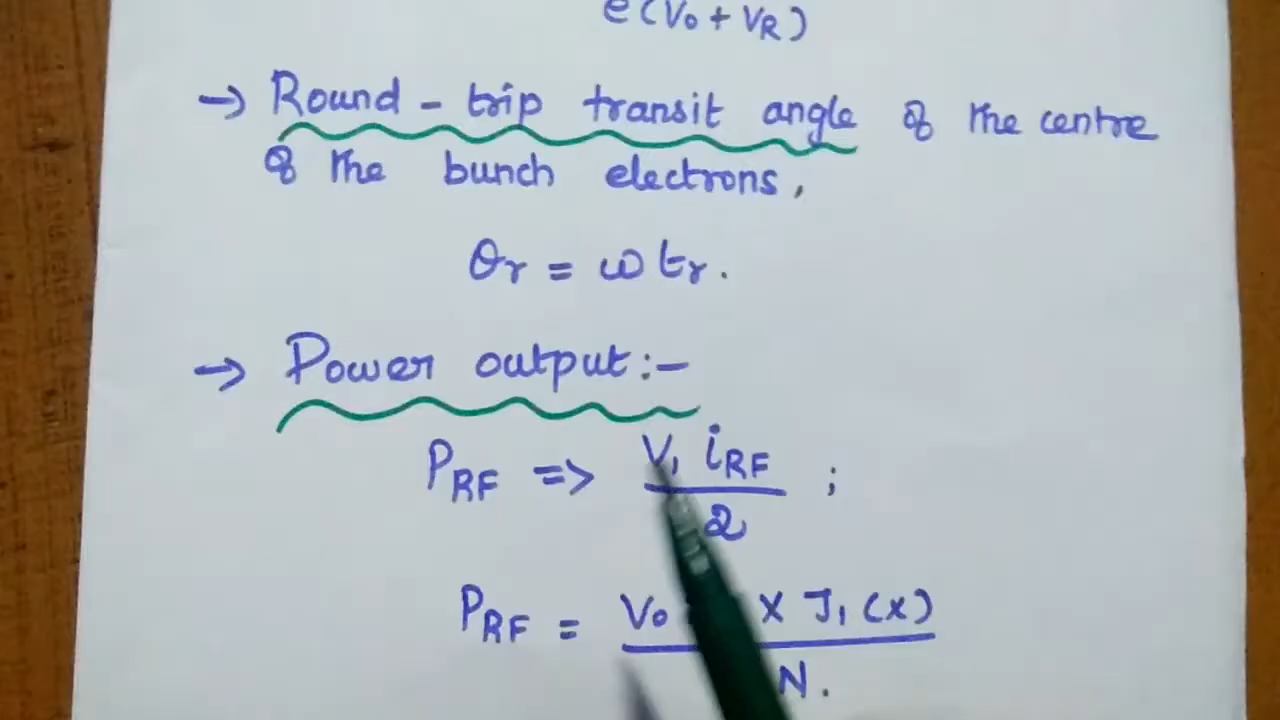 e(V₀ + V_R)
→ Round - trip transit angle of the centre
of the bunch electrons,
θr = ω tr.
→ Power output:-
P_RF => V₁ i_RF / 2 ;
P_RF = V₀ X J₁ (X) / N.